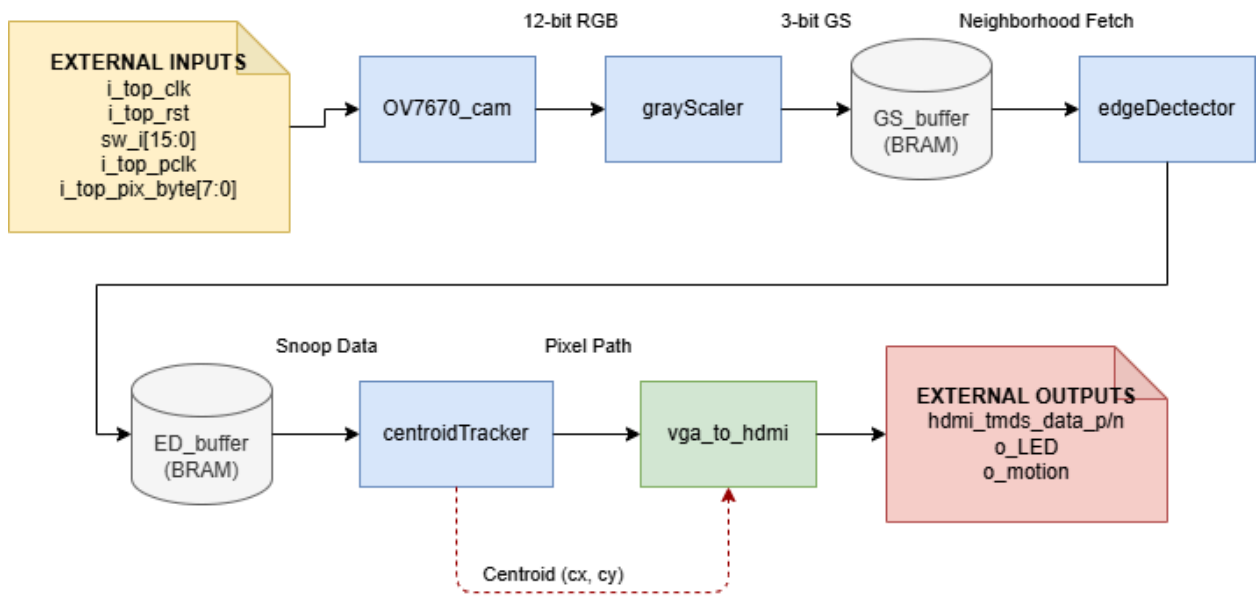 12-bit RGB
3-bit GS
Neighborhood Fetch
EXTERNAL INPUTS
i_top_clk
i_top_rst
sw_i[15:0]
i_top_pclk
i_top_pix_byte[7:0]
OV7670_cam
grayScaler
GS_buffer
(BRAM)
edgeDectector
Snoop Data
Pixel Path
ED_buffer
(BRAM)
centroidTracker
vga_to_hdmi
EXTERNAL OUTPUTS
hdmi_tmds_data_p/n
o_LED
o_motion
Centroid (cx, cy)